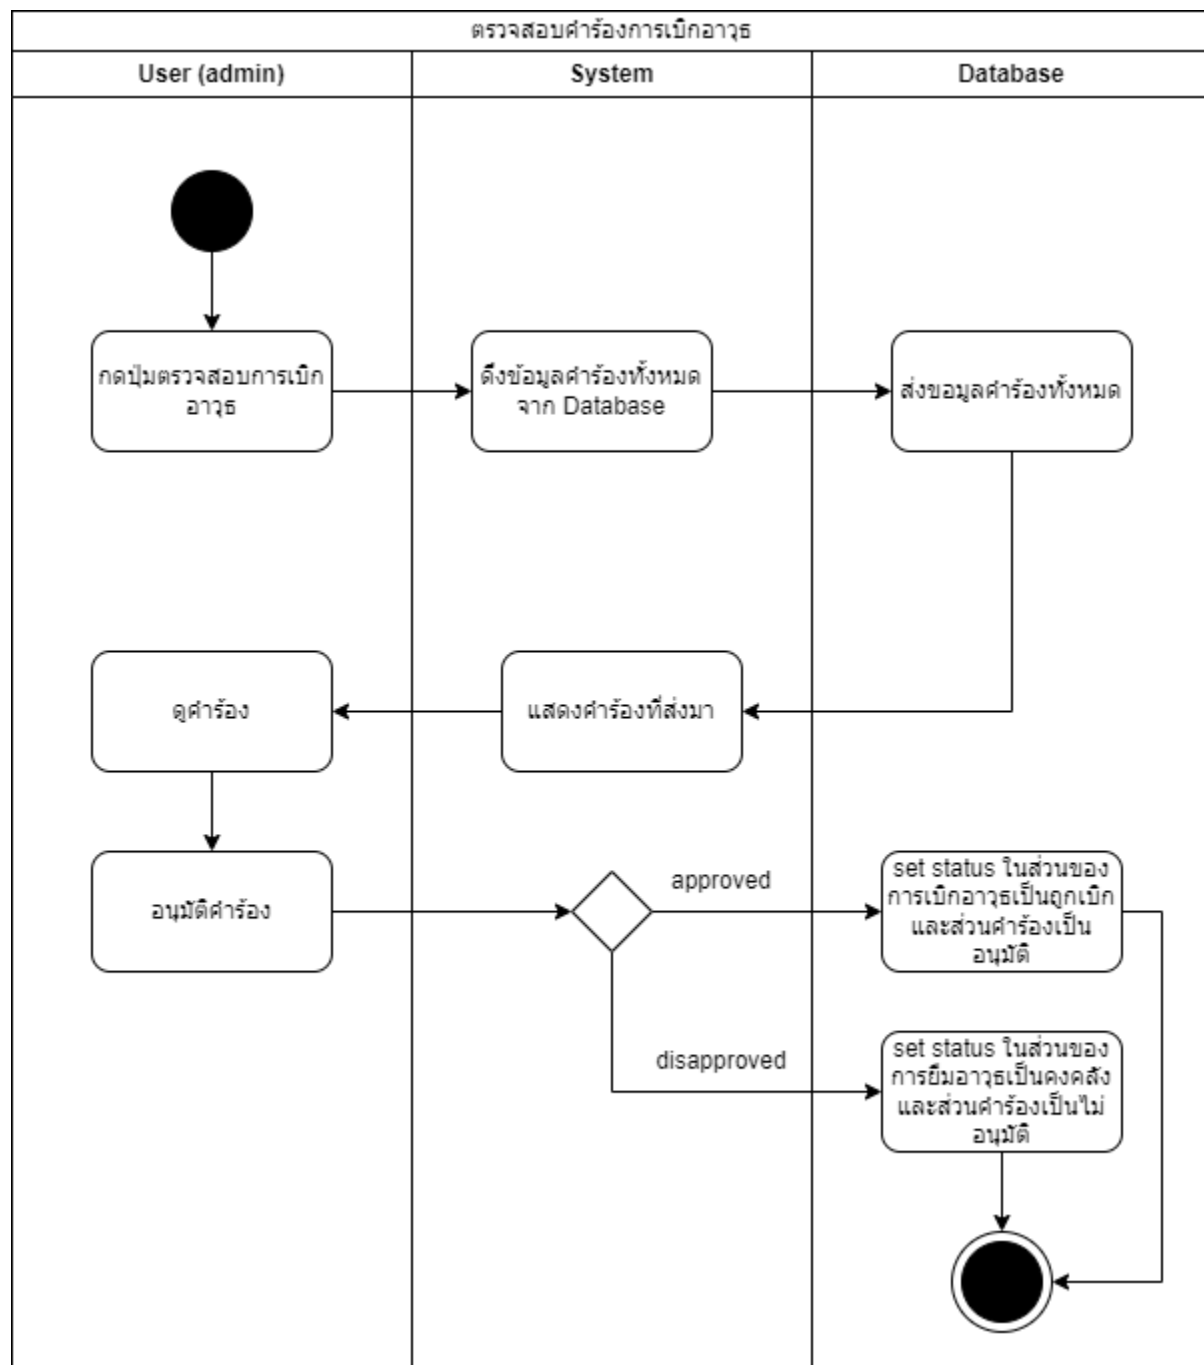 ตรวจสอบคำร้องการเบิกอาวุธ
User (admin)
System
Database
กดปุ่มตรวจสอบการเบิก
อาวุธ
ดึงข้อมูลคำร้องทั้งหมด
จาก Database
ส่งขอมูลคำร้องทั้งหมด
ดูคำร้อง
แสดงคำร้องที่ส่งมา
อนุมัติคำร้อง
approved
set status ในส่วนของ
การเบิกอาวุธเป็นถูกเบิก
และส่วนคำร้องเป็น
อนุมัติ
disapproved
set status ในส่วนของ
การยืมอาวุธเป็นคงคลัง
และส่วนคำร้องเป็นไม่
อนุมัติ